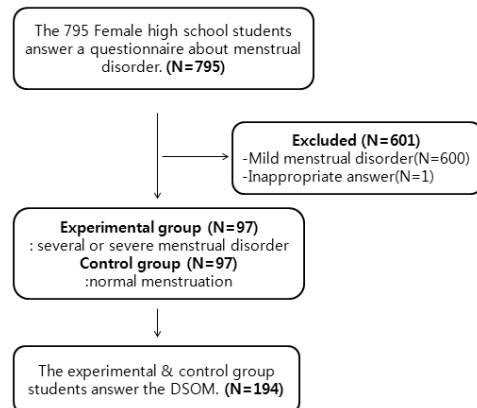 The 795 Female high school students
answer a questionnaire about menstrual
disorder. (N=795)
Excluded (N=601)
-Mild menstrual disorder(N=600)
-Inappropriate answer(N=1)
Experimental group (N=97)
: several or severe menstrual disorder
Control group (N=97)
:normal menstruation
The experimental & control group
students answer the DSOM. (N=194)